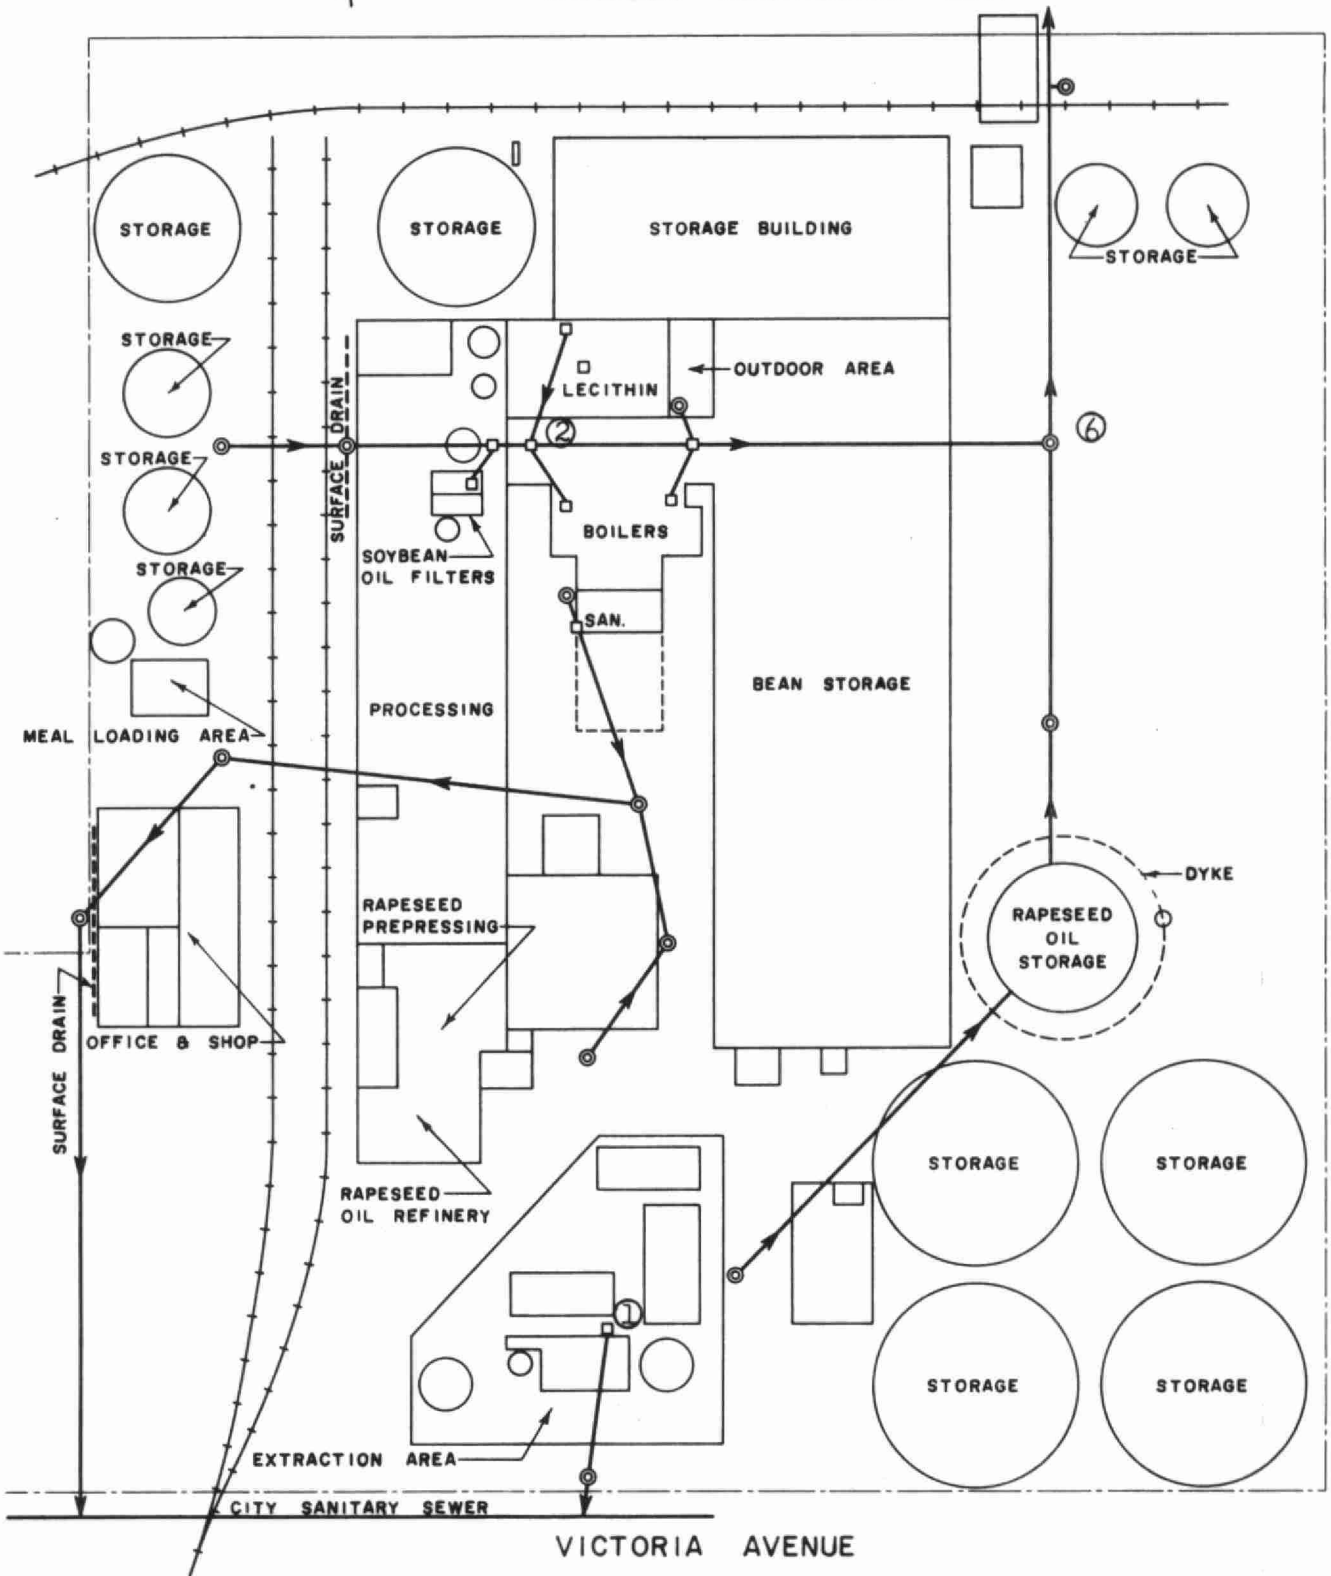 STORAGE
STORAGE
STORAGE BUILDING
STORAGE
STORAGE
OUTDOOR AREA
LECITHIN
SURFACE DRAIN
2
6
STORAGE
BOILERS
SOYBEAN
OIL FILTERS
STORAGE
SAN.
BEAN STORAGE
PROCESSING
MEAL LOADING AREA
DYKE
RAPESEED
PREPRESSING
RAPESEED
OIL
STORAGE
OFFICE & SHOP
SURFACE DRAIN
STORAGE
STORAGE
RAPESEED
OIL REFINERY
1
STORAGE
STORAGE
EXTRACTION AREA
CITY SANITARY SEWER
VICTORIA AVENUE